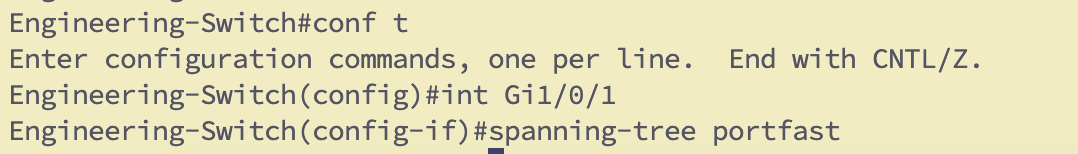 Engineering-Switch#conf t
Enter configuration commands, one per line.  End with CNTL/Z.
Engineering-Switch(config)#int Gi1/0/1
Engineering-Switch(config-if)#spanning-tree portfast